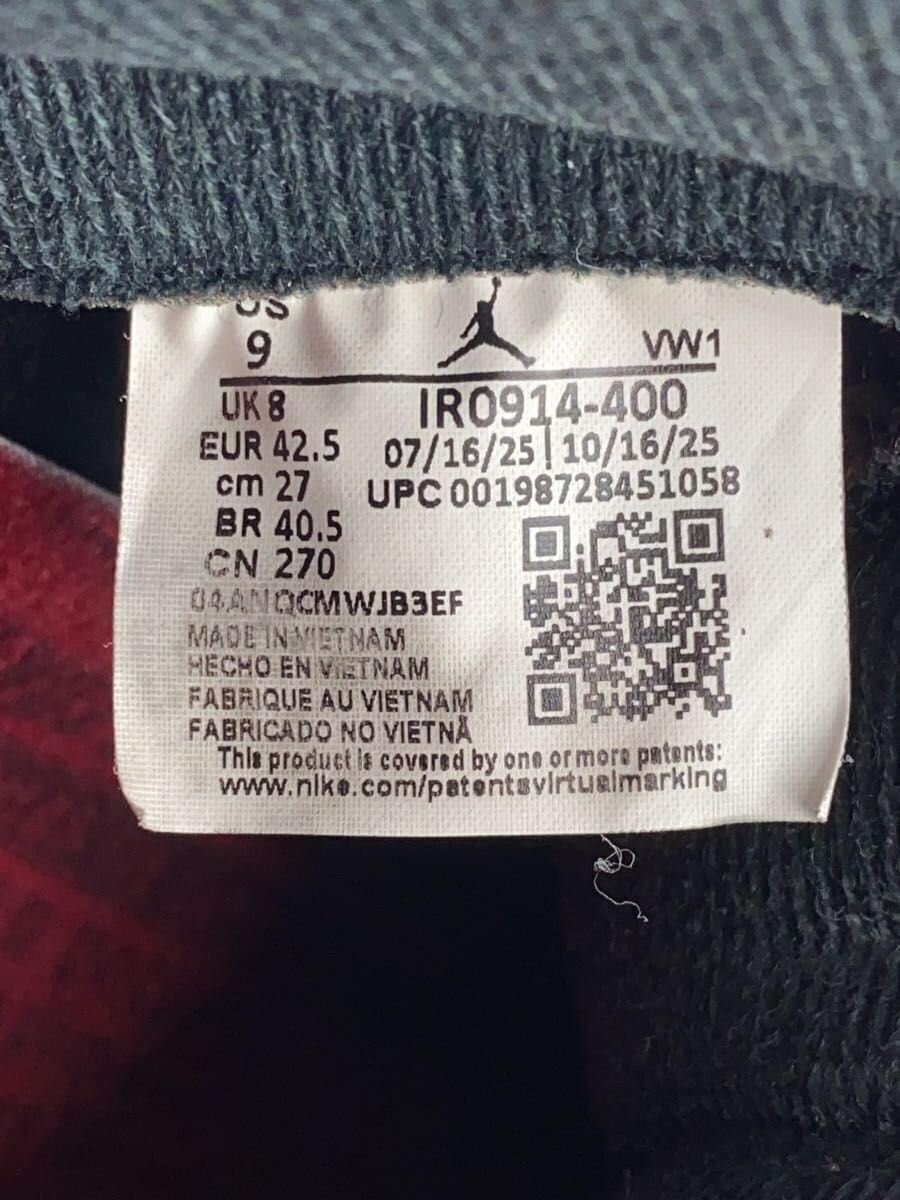 US
9
VW1
UK 8
IR0914-400
EUR 42.5
07/16/25 | 10/16/25
cm 27
UPC 00198728451058
BR 40.5
CN 270
04ANQCMWJB3EF
MADE IN VIETNAM
HECHO EN VIETNAM
FABRIQUE AU VIETNAM
FABRICADO NO VIETNÃ
This product is covered by one or more patents:
www.nike.com/patentsvirtualmarking